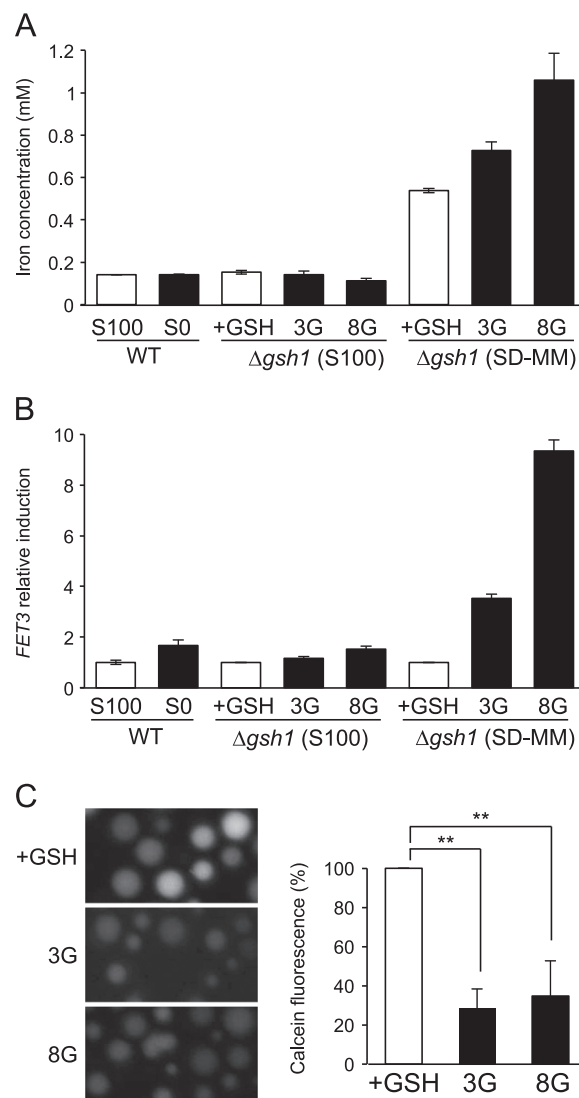 A
Iron concentration (mM)
1.2
1
0.8
0.6
0.4
0.2
0
S100 S0 +GSH 3G 8G +GSH 3G 8G
WT Δgsh1 (S100) Δgsh1 (SD-MM)
B
FET3 relative induction
10
8
6
4
2
0
S100 S0 +GSH 3G 8G +GSH 3G 8G
WT Δgsh1 (S100) Δgsh1 (SD-MM)
C
+GSH
3G
8G
Calcein fluorescence (%)
**
**
100
80
60
40
20
0
+GSH 3G 8G